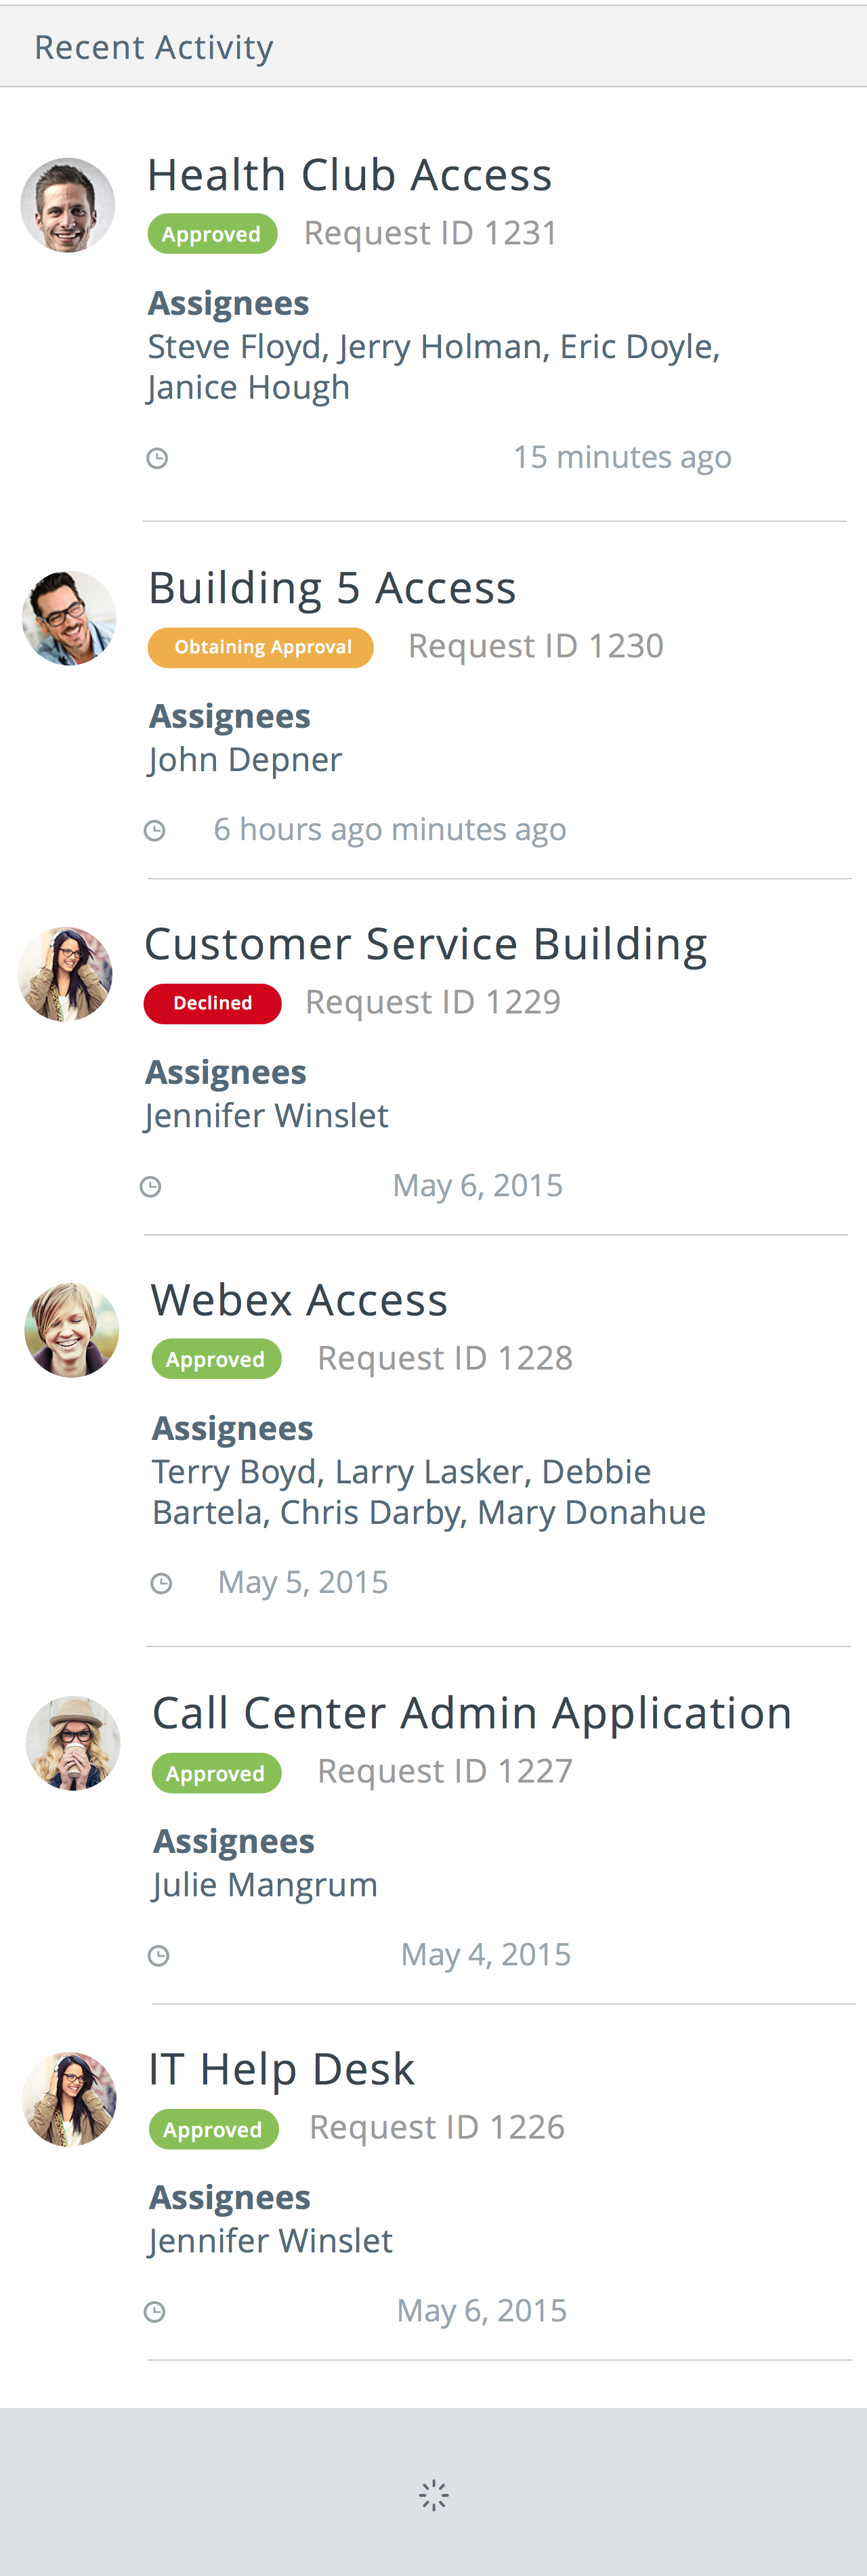 Recent Activity
Health Club Access
Approved Request ID 1231
Assignees
Steve Floyd, Jerry Holman, Eric Doyle,
Janice Hough
15 minutes ago
Building 5 Access
Obtaining Approval Request ID 1230
Assignees
John Depner
6 hours ago minutes ago
Customer Service Building
Declined Request ID 1229
Assignees
Jennifer Winslet
May 6, 2015
Webex Access
Approved Request ID 1228
Assignees
Terry Boyd, Larry Lasker, Debbie
Bartela, Chris Darby, Mary Donahue
May 5, 2015
Call Center Admin Application
Approved Request ID 1227
Assignees
Julie Mangrum
May 4, 2015
IT Help Desk
Approved Request ID 1226
Assignees
Jennifer Winslet
May 6, 2015